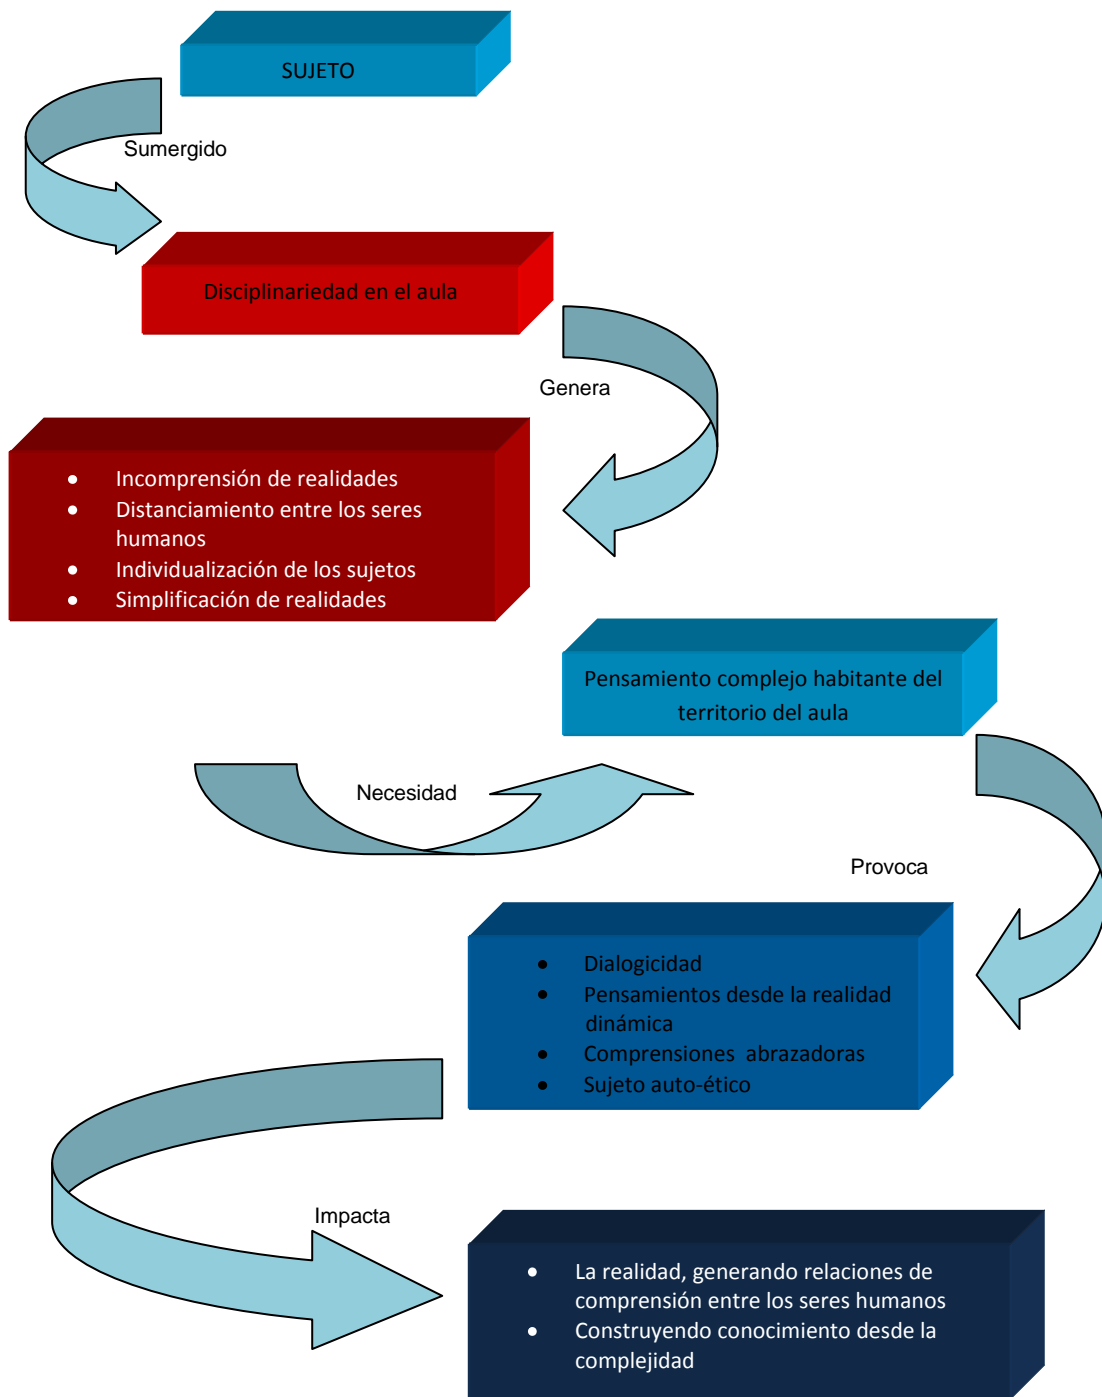 SUJETO
Sumergido
Disciplinariedad en el aula
Genera
• Incomprensión de realidades
• Distanciamiento entre los seres
humanos
• Individualización de los sujetos
• Simplificación de realidades
Pensamiento complejo habitante del
territorio del aula
Necesidad
Provoca
• Dialogicidad
• Pensamientos desde la realidad
dinámica
• Comprensiones abrazadoras
• Sujeto auto-ético
Impacta
• La realidad, generando relaciones de
comprensión entre los seres humanos
• Construyendo conocimiento desde la
complejidad